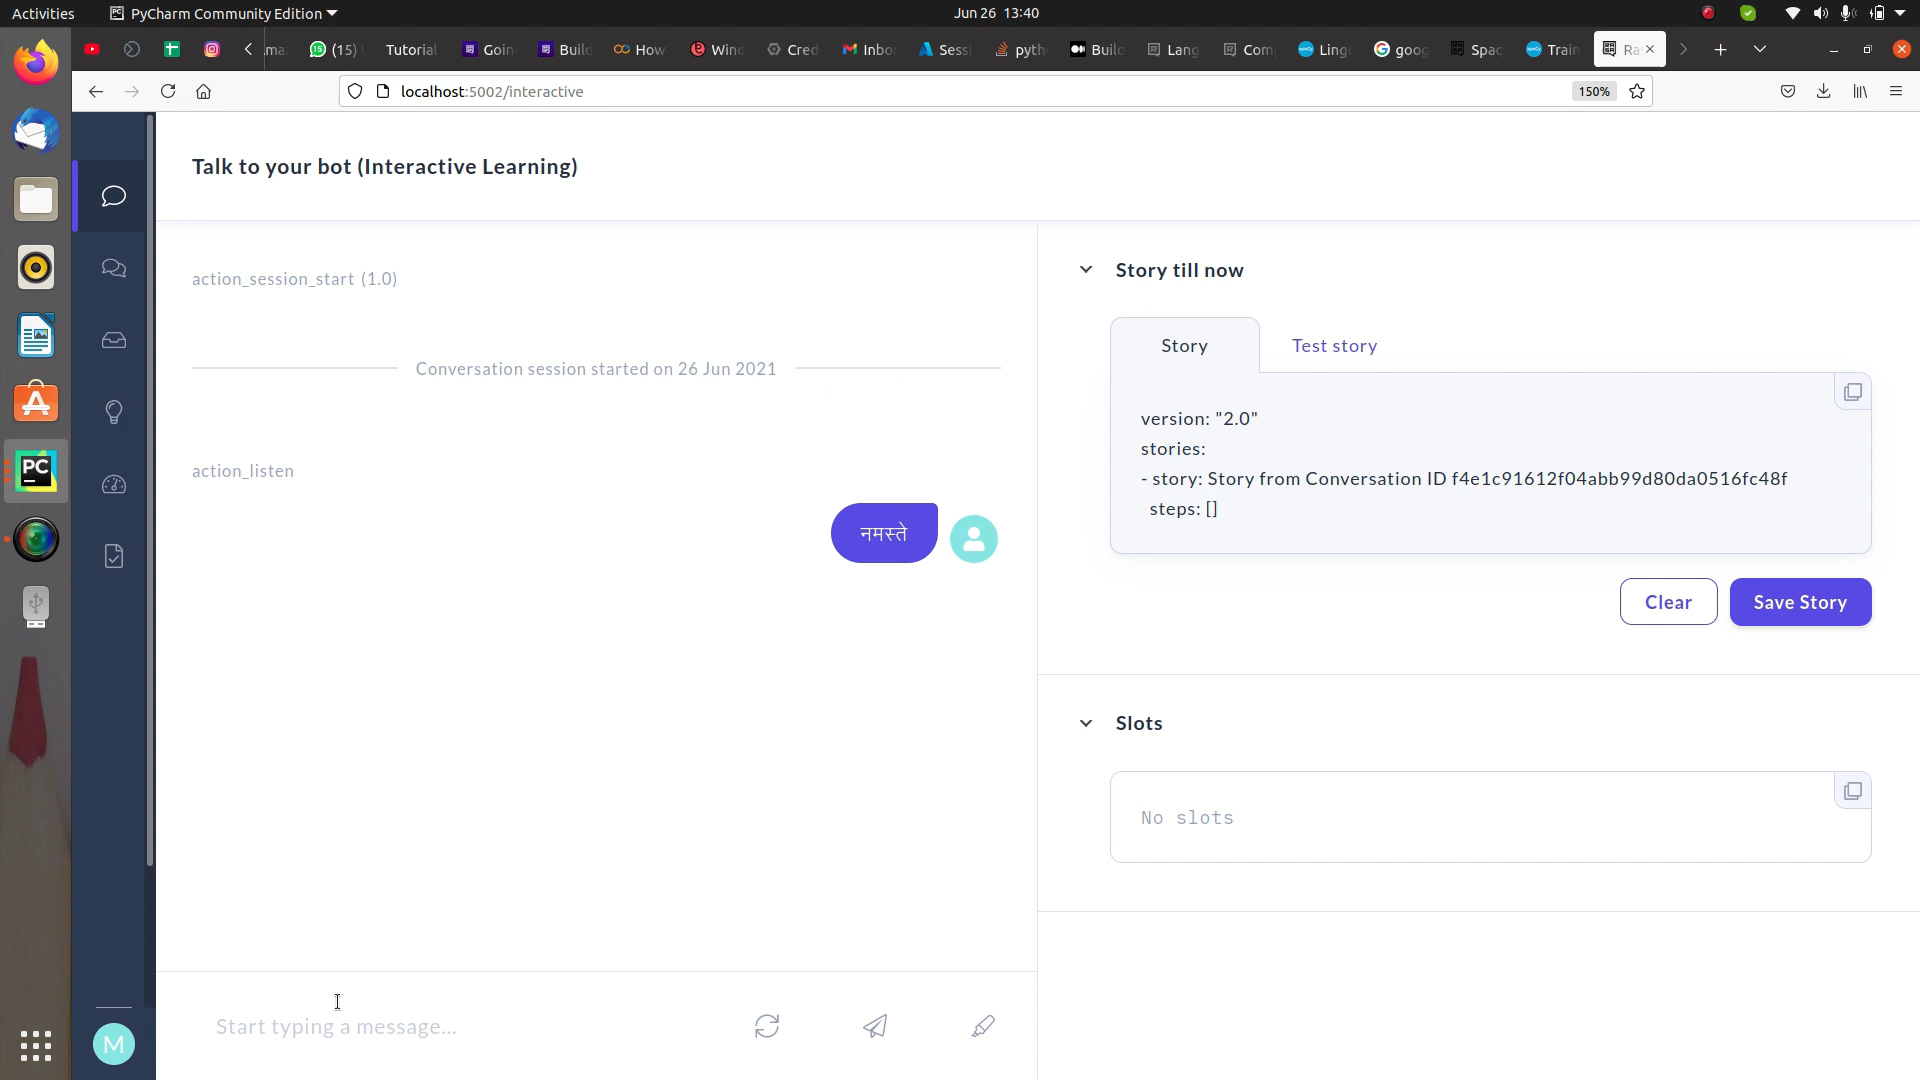 Activities PyCharm Community Edition Jun 26 13:40
(15) Tutorial Goin Build How Wind Cred Inbo Sessi pyth Build Lang Com Lingu goog Spac Train Ra
localhost:5002/interactive 150%
Talk to your bot (Interactive Learning)
action_session_start (1.0)
Conversation session started on 26 Jun 2021
action_listen
नमस्ते
Start typing a message...
M
Story till now
Story Test story
version: "2.0"
stories:
- story: Story from Conversation ID f4e1c91612f04abb99d80da0516fc48f
steps: []
Clear Save Story
Slots
No slots